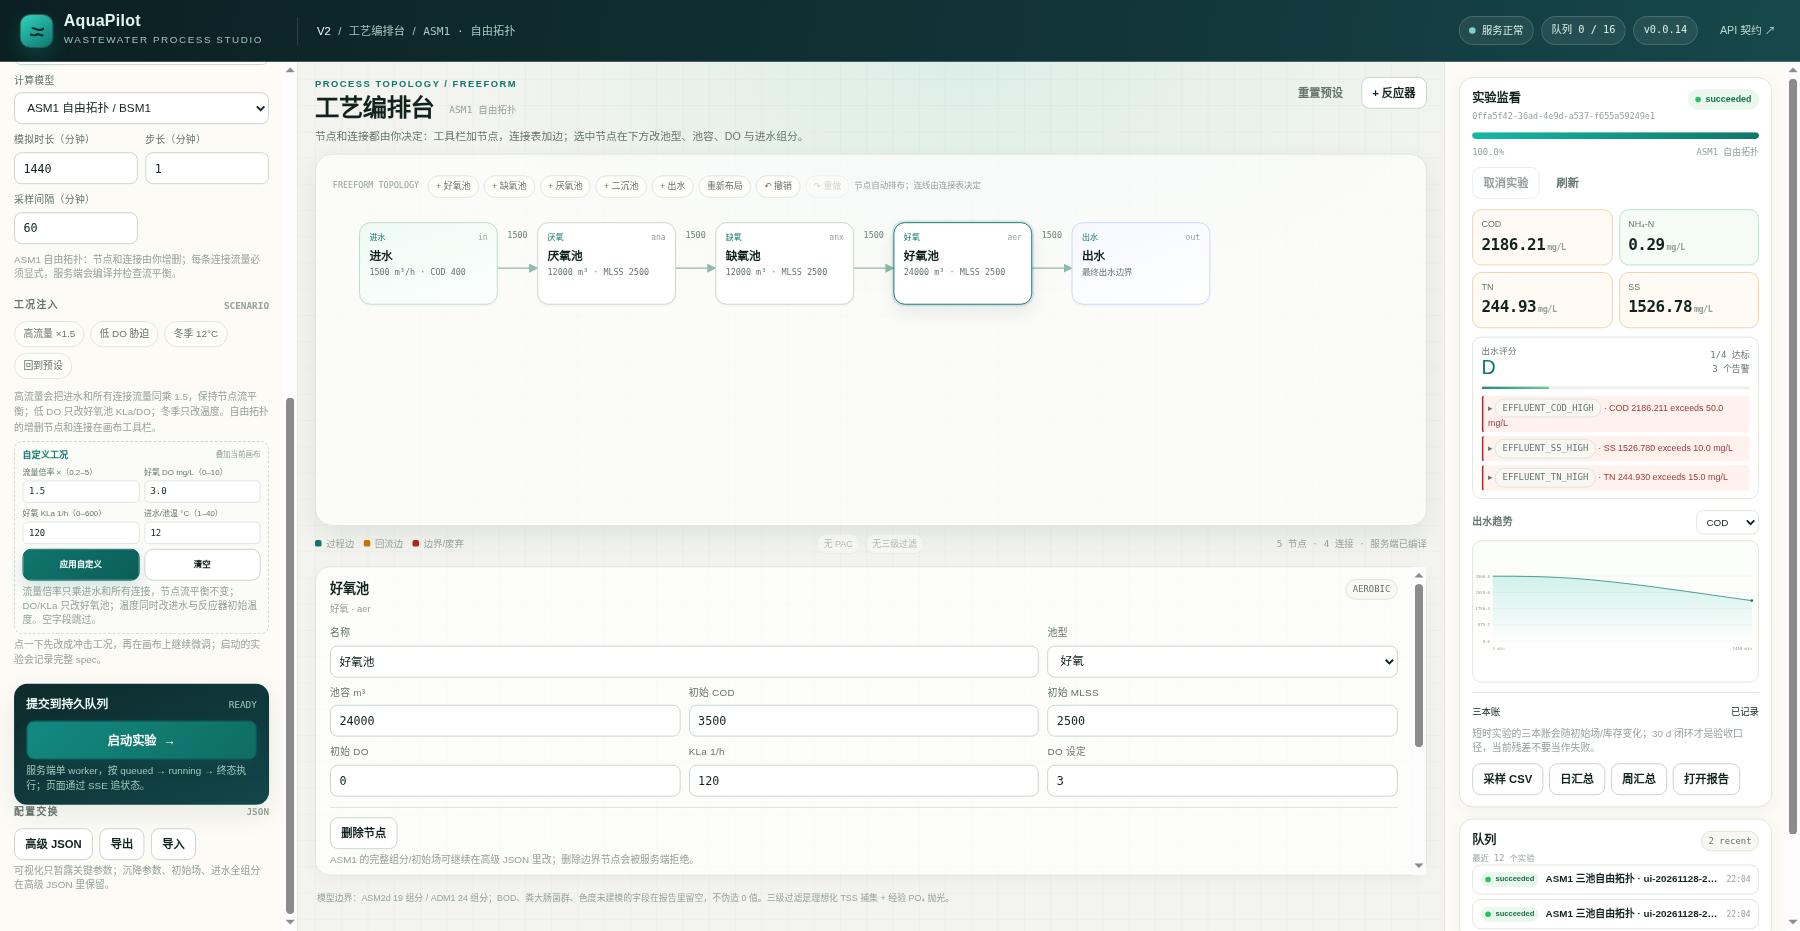 AquaPilot
WASTEWATER PROCESS STUDIO
V2 / 工艺编排台 / ASM1 · 自由拓扑
服务正常
队列 0 / 16
v0.0.14
API 契约 ↗
计算模型
ASM1 自由拓扑 / BSM1
模拟时长（分钟）
步长（分钟）
1440
1
采样间隔（分钟）
60
ASM1 自由拓扑：节点和连接由你增删；每条连接流量必
须显式，服务端会编译并检查流平衡。
工况注入
SCENARIO
高流量 ×1.5
低 DO 胁迫
冬季 12°C
回到预设
高流量会把进水和所有连接流量同乘 1.5，保持节点流平
衡；低 DO 只改好氧池 KLa/DO；冬季只改温度。自由拓扑
的增删节点和连接在画布工具栏。
自定义工况
叠加当前画布
流量倍率 ×（0.2–5）
好氧 DO mg/L（0–10）
1.5
3.0
好氧 KLa 1/h（0–600）
进水/池温 °C（1–40）
120
12
应用自定义
清空
流量倍率只乘进水和所有连接，节点流平衡不变；
DO/KLa 只改好氧池；温度同时改进水与反应器初始温
度。空字段跳过。
点一下先改成冲击工况，再在画布上继续微调；启动的实
验会记录完整 spec。
提交到持久队列
READY
启动实验 →
服务端单 worker，按 queued → running → 终态执
行；页面通过 SSE 追状态。
配置交换
JSON
高级 JSON
导出
导入
可视化只暂露关键参数；沉降参数、初始场、进水全组分
在高级 JSON 里保留。
PROCESS TOPOLOGY / FREEFORM
工艺编排台
ASM1 自由拓扑
重置预设
+ 反应器
节点和连接都由你决定：工具栏加节点，连接表加边；选中节点在下方改池型、池容、DO 与进水组分。
FREEFORM TOPOLOGY
+ 好氧池
+ 缺氧池
+ 厌氧池
+ 二沉池
+ 出水
重新布局
↶ 撤销
↷ 重做
节点自动排布；连线由连接表决定
进水
in
进水
1500 m³/h · COD 400
1500
厌氧
ana
厌氧池
12000 m³ · MLSS 2500
1500
缺氧
anx
缺氧池
12000 m³ · MLSS 2500
1500
好氧
aer
好氧池
24000 m³ · MLSS 2500
1500
出水
out
出水
最终出水边界
过程边
回流边
边界/废弃
无 PAC
无三级过滤
5 节点 · 4 连接 · 服务端已编译
好氧池
AEROBIC
好氧 · aer
名称
池型
好氧池
好氧
池容 m³
初始 COD
初始 MLSS
24000
3500
2500
初始 DO
KLa 1/h
DO 设定
0
120
3
删除节点
ASM1 的完整组分/初始场可继续在高级 JSON 里改；删除边界节点会被服务端拒绝。
模型边界：ASM2d 19 组分 / ADM1 24 组分；BOD、粪大肠菌群、色度未建模的字段在报告里留空，不伪造 0 值。三级过滤是理想化 TSS 捕集 + 经验 PO₄ 抛光。
实验监看
succeeded
0ffa5f42-36ad-4e9d-a537-f655a59249e1
100.0%
ASM1 自由拓扑
取消实验
刷新
COD
2186.21 mg/L
NH₄-N
0.29 mg/L
TN
244.93 mg/L
SS
1526.78 mg/L
出水评分
D
1/4 达标
3 个告警
▸ EFFLUENT_COD_HIGH · COD 2186.211 exceeds 50.0
mg/L
▸ EFFLUENT_SS_HIGH · SS 1526.780 exceeds 10.0 mg/L
▸ EFFLUENT_TN_HIGH · TN 244.930 exceeds 15.0 mg/L
出水趋势
COD
0.0
三本账
已记录
短时实验的三本账会随初始场/库存变化；30 d 闭环才是验收口
径，当前残差不要当作失败。
采样 CSV
日汇总
周汇总
打开报告
队列
2 recent
最近 12 个实验
succeeded
ASM1 三池自由拓扑 · ui-20261128-2...
22:04
succeeded
ASM1 三池自由拓扑 · ui-20261128-2...
22:04